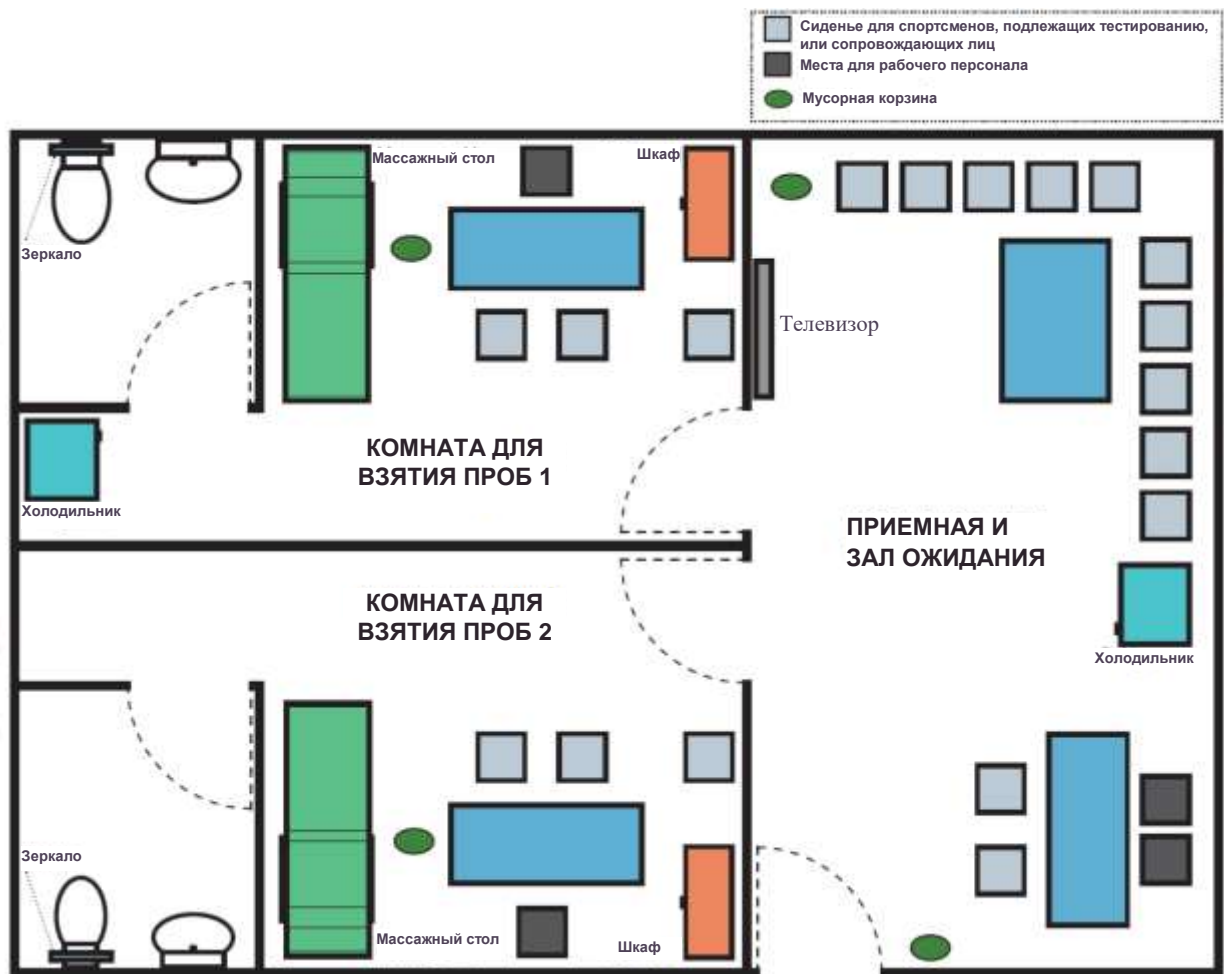 Сиденье для спортсменов, подлежащих тестированию,
или сопровождающих лиц
Места для рабочего персонала
Мусорная корзина
Массажный стол
Шкаф
Зеркало
Телевизор
КОМНАТА ДЛЯ
ВЗЯТИЯ ПРОБ 1
Холодильник
ПРИЕМНАЯ И
ЗАЛ ОЖИДАНИЯ
КОМНАТА ДЛЯ
ВЗЯТИЯ ПРОБ 2
Холодильник
Зеркало
Массажный стол
Шкаф